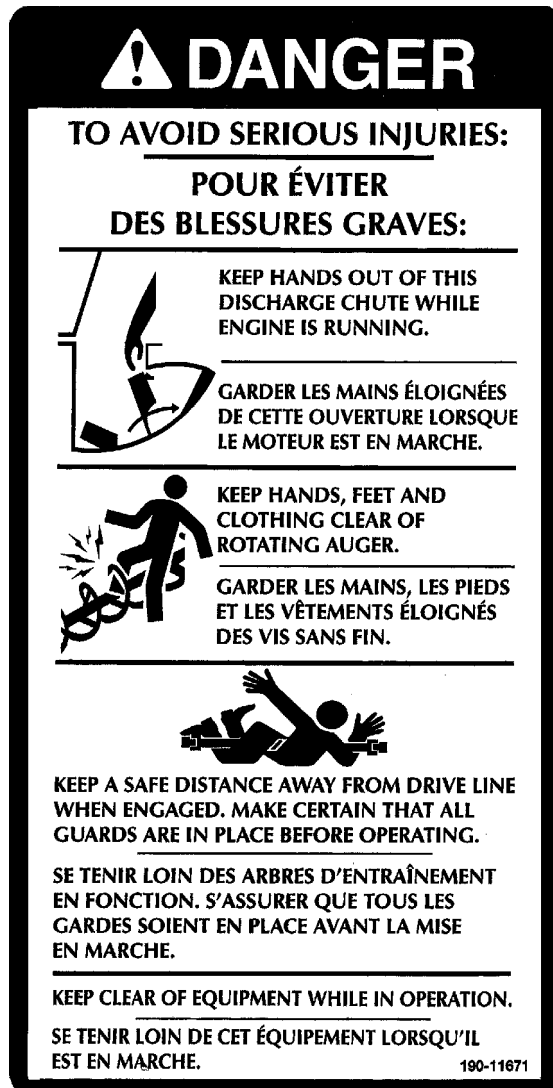 DANGER
TO AVOID SERIOUS INJURIES:
POUR ÉVITER
DES BLESSURES GRAVES:
KEEP HANDS OUT OF THIS
DISCHARGE CHUTE WHILE
ENGINE IS RUNNING.
GARDER LES MAINS ÉLOIGNÉES
DE CETTE OUVERTURE LORSQUE
LE MOTEUR EST EN MARCHE.
KEEP HANDS, FEET AND
CLOTHING CLEAR OF
ROTATING AUGER.
GARDER LES MAINS, LES PIEDS
ET LES VÊTEMENTS ÉLOIGNÉS
DES VIS SANS FIN.
KEEP A SAFE DISTANCE AWAY FROM DRIVE LINE
WHEN ENGAGED. MAKE CERTAIN THAT ALL
GUARDS ARE IN PLACE BEFORE OPERATING.
SE TENIR LOIN DES ARBRES D'ENTRAÎNEMENT
EN FONCTION. S'ASSURER QUE TOUS LES
GARDES SOIENT EN PLACE AVANT LA MISE
EN MARCHE.
KEEP CLEAR OF EQUIPMENT WHILE IN OPERATION.
SE TENIR LOIN DE CET ÉQUIPEMENT LORSQU'IL
EST EN MARCHE.
190-11671